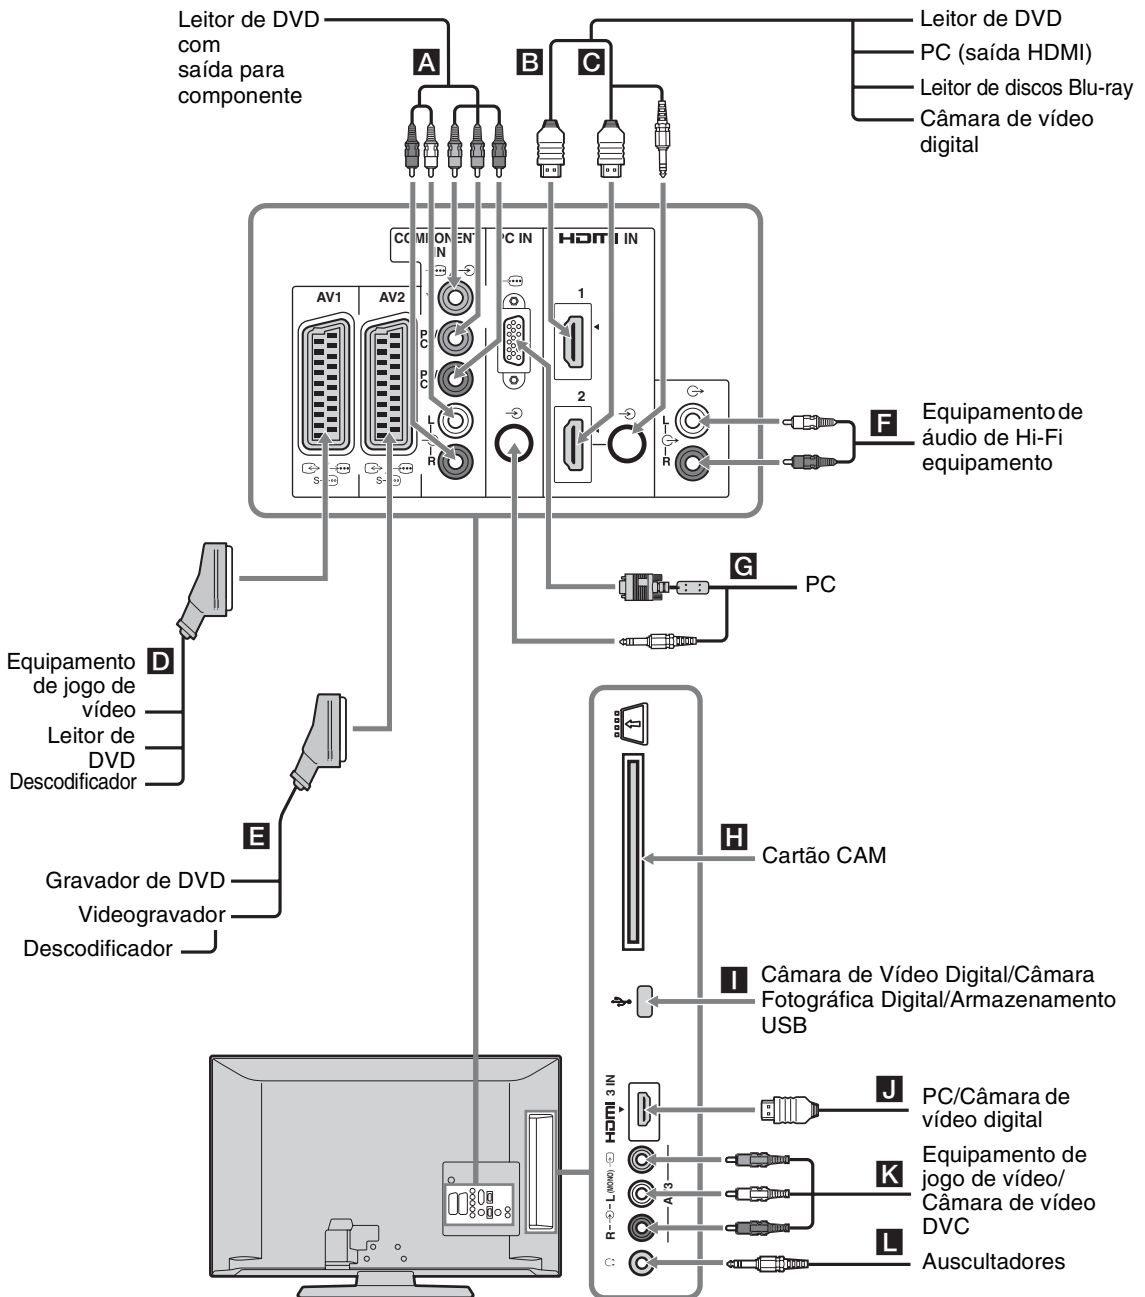 Leitor de DVD
com
saída para
componente
A
B
C
Leitor de DVD
PC (saída HDMI)
Leitor de discos Blu-ray
Câmara de vídeo
digital
COMPONENT
IN
PC IN
HDMI IN
AV1
AV2
1
2
L
R
L
R
S
S
F
Equipamento de
áudio de Hi-Fi
equipamento
G
PC
D
Equipamento
de jogo de
vídeo
Leitor de
DVD
Descodificador
E
Gravador de DVD
Videogravador
Descodificador
H
Cartão CAM
I
Câmara de Vídeo Digital/Câmara
Fotográfica Digital/Armazenamento
USB
HDMI 3 IN
J
PC/Câmara de
vídeo digital
R
L (MONO)
AV3
K
Equipamento de
jogo de vídeo/
Câmara de vídeo
DVC
L
Auscultadores